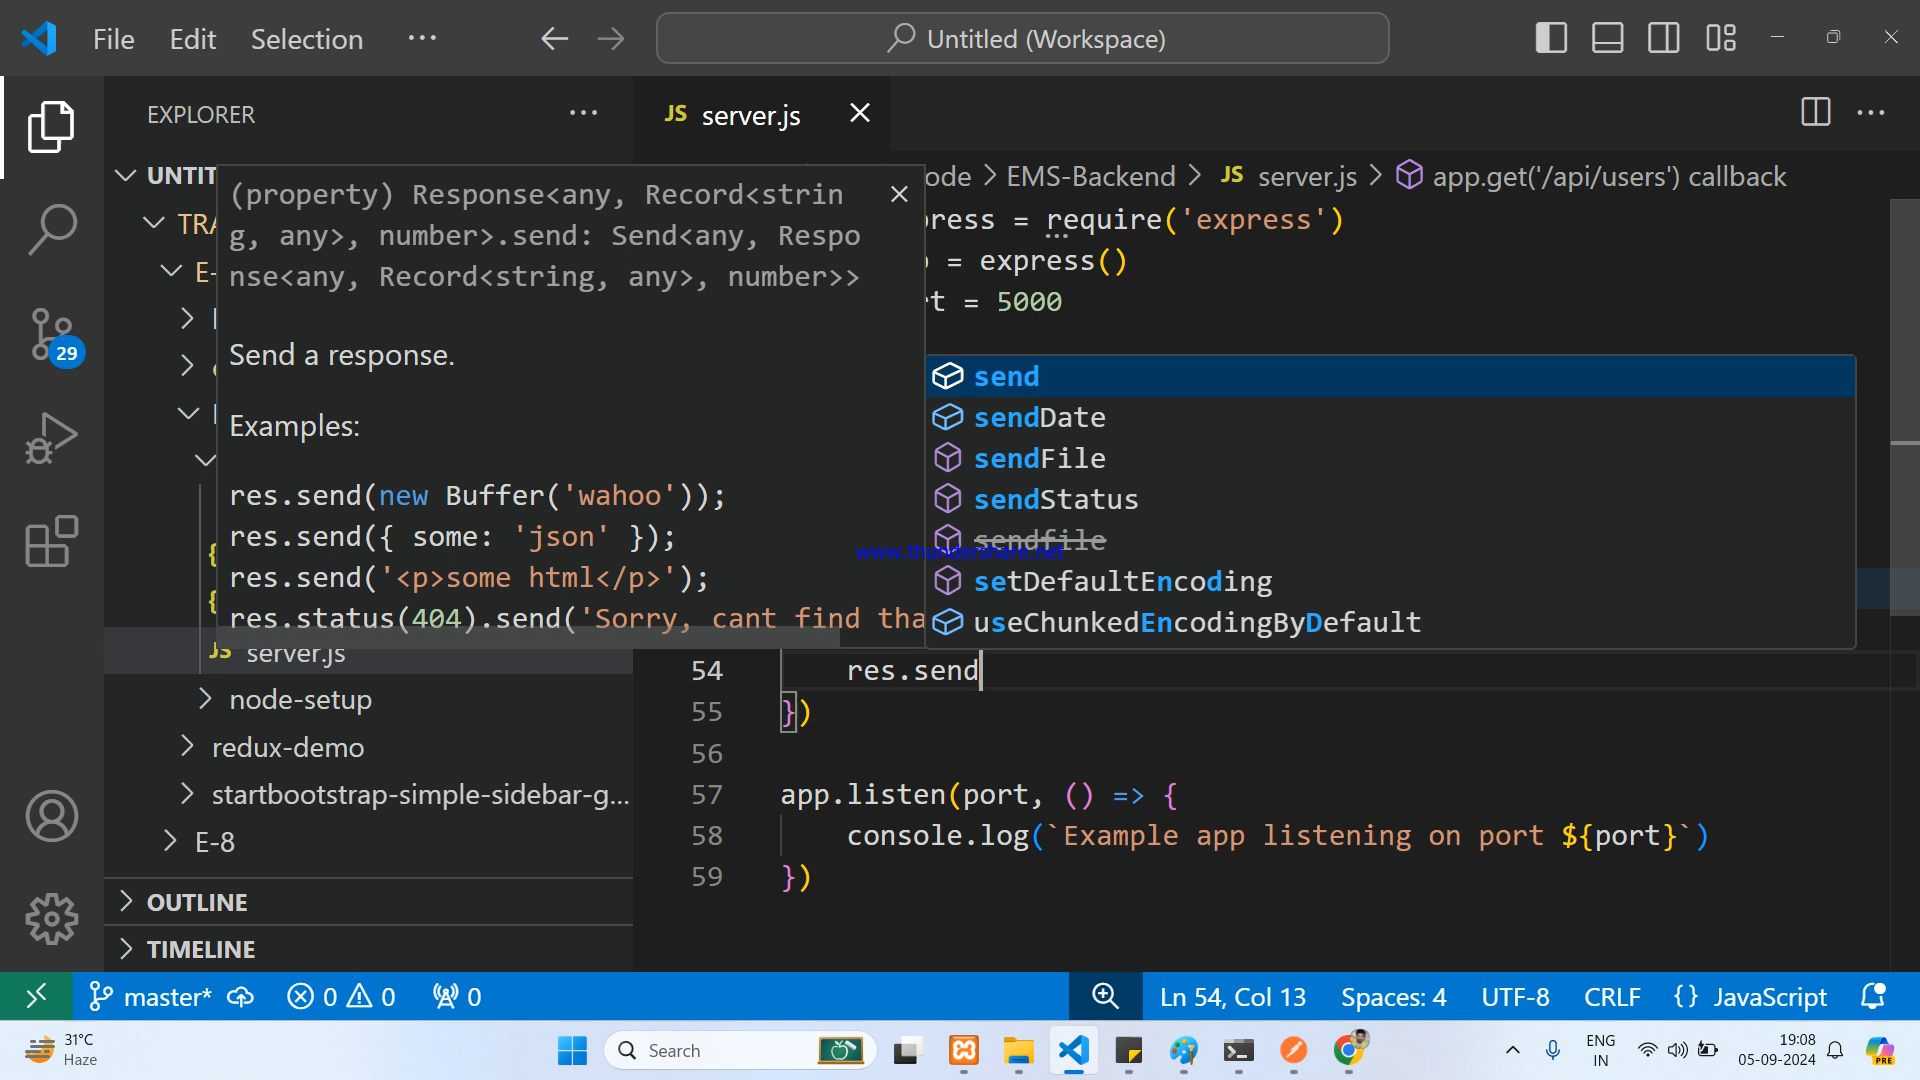 File Edit Selection ··· Untitled (Workspace)
EXPLORER ···
JS server.js
UNTIT
ode > EMS-Backend > JS server.js > app.get('/api/users') callback
TRA
E-
(property) Response<any, Record<strin
g, any>, number>.send: Send<any, Respo
nse<any, Record<string, any>, number>>
Send a response.
Examples:
res.send(new Buffer('wahoo'));
res.send({ some: 'json' });
res.send('<p>some html</p>');
res.status(404).send('Sorry, cant find tha
press = require('express')
= express()
rt = 5000
send
sendDate
sendFile
sendStatus
sendfile
www.thundershare.net
setDefaultEncoding
useChunkedEncodingByDefault
29
{
{
JS server.js
node-setup
redux-demo
startbootstrap-simple-sidebar-g...
E-8
OUTLINE
TIMELINE
54 res.send
55 })
56
57 app.listen(port, () => {
58 console.log(`Example app listening on port ${port}`)
59 })
master* 0 0 0 Ln 54, Col 13 Spaces: 4 UTF-8 CRLF {} JavaScript
31°C
Haze
Search
ENG
IN
19:08
05-09-2024
PRE